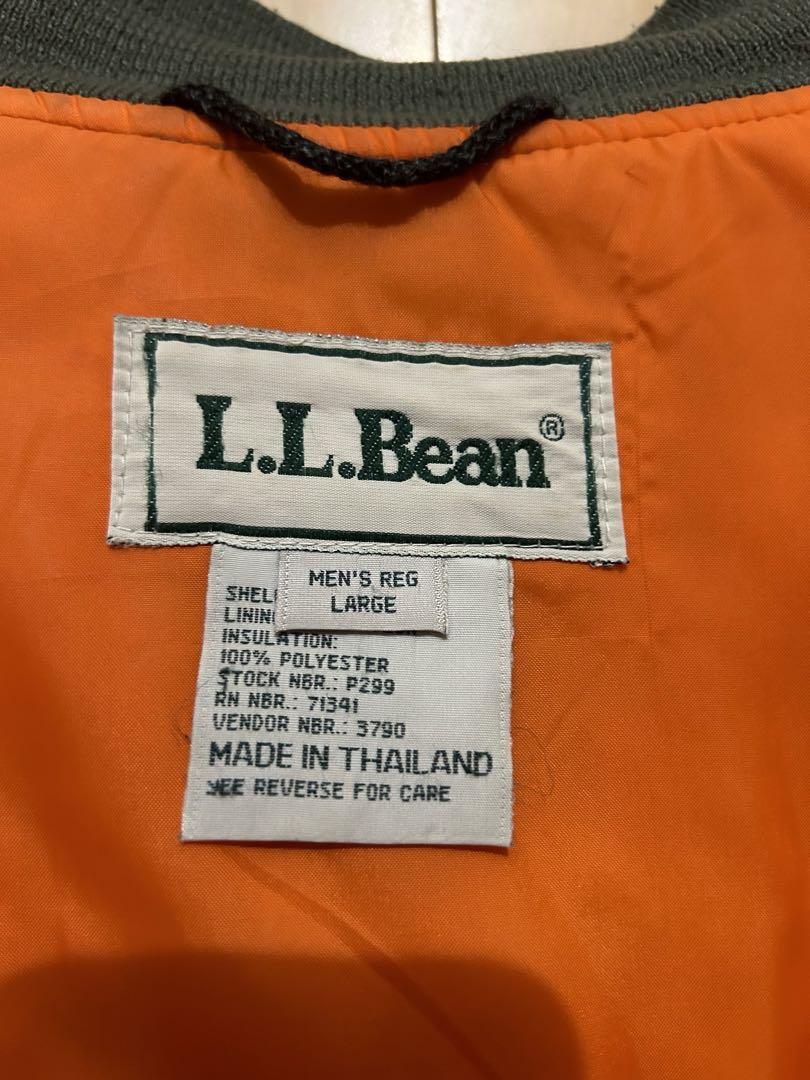 L.L.Bean®
MEN'S REG
LARGE
INSULATION:
100% POLYESTER
STOCK NBR.: P299
RN NBR.: 71341
VENDOR NBR.: 3790
MADE IN THAILAND
SEE REVERSE FOR CARE